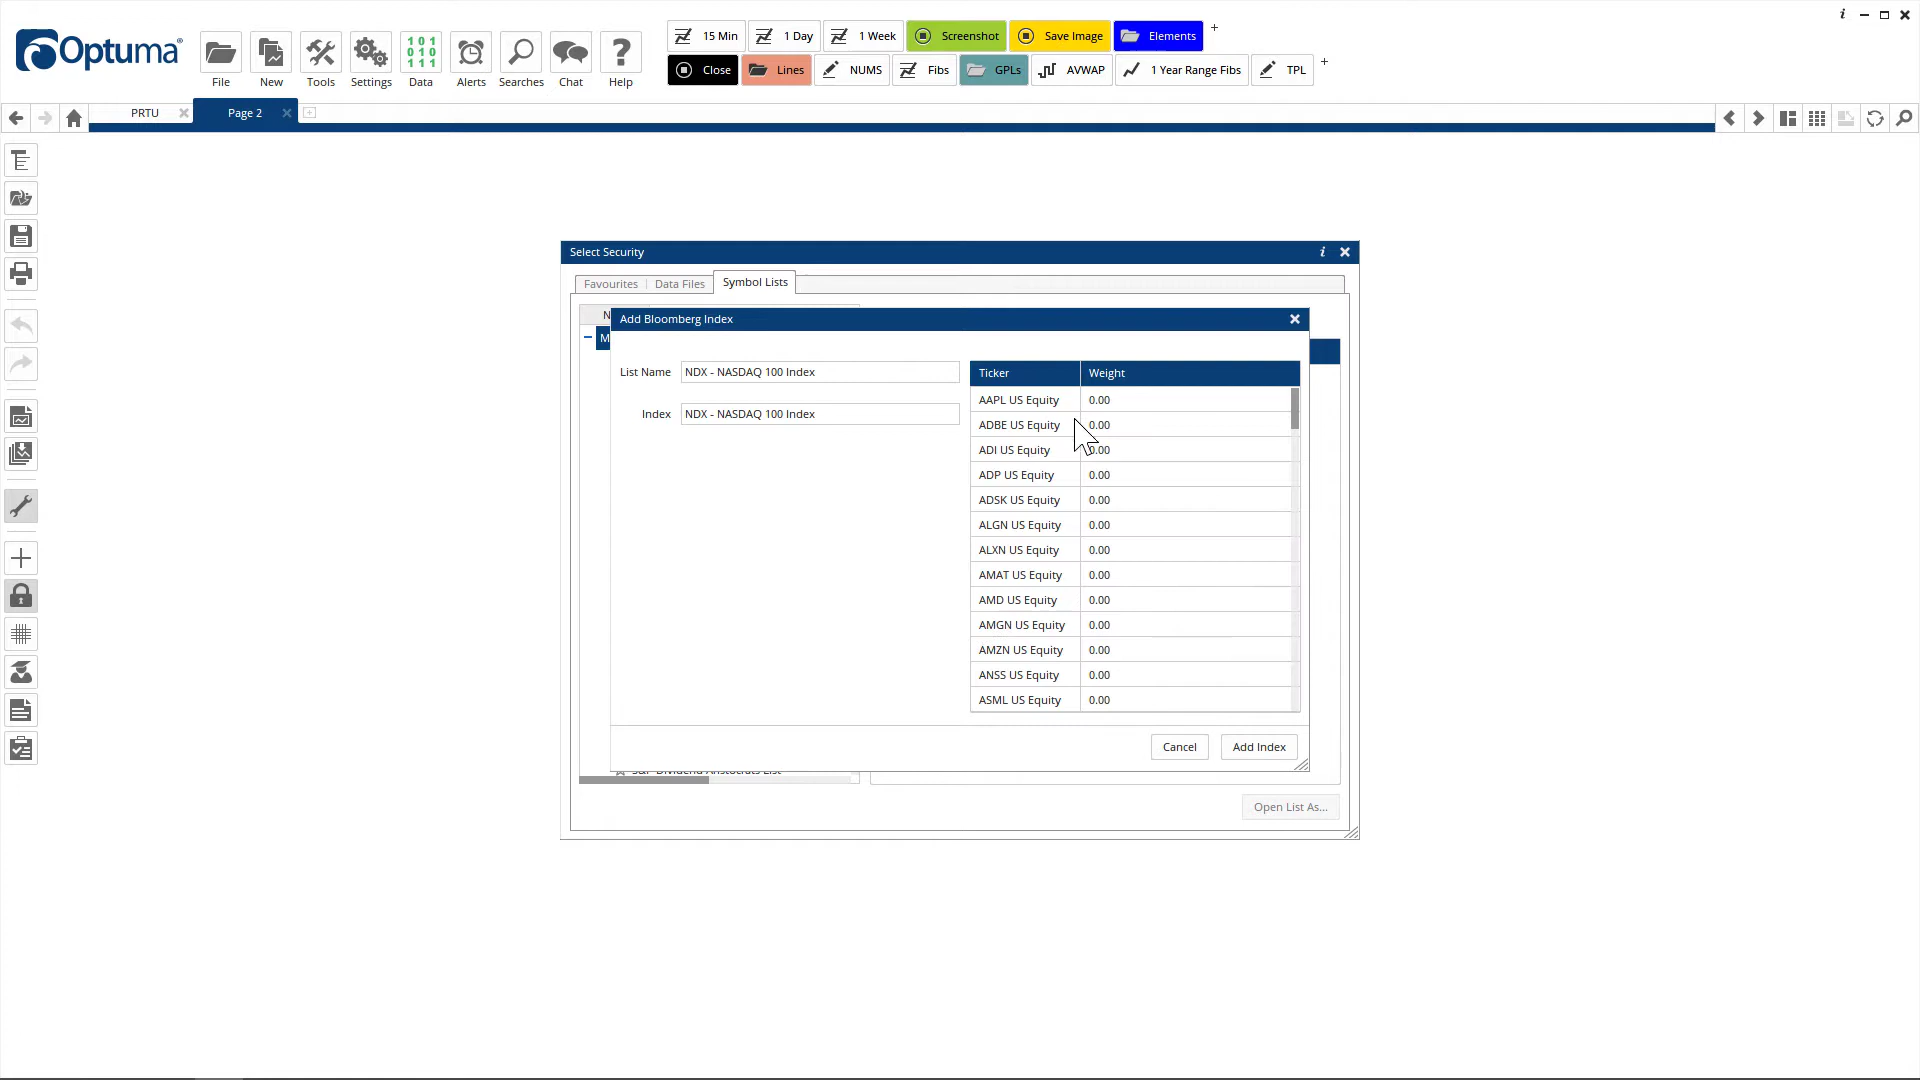 Optuma
File
New
Tools
Settings
101
010
111
Data
Alerts
Searches
Chat
?
Help
15 Min
1 Day
1 Week
Screenshot
Save Image
Elements
+
Close
Lines
NUMS
Fibs
GPLs
AVWAP
1 Year Range Fibs
TPL
+
PRTU
Page 2
Select Security
Favourites
Data Files
Symbol Lists
N
M
Add Bloomberg Index
List Name
NDX - NASDAQ 100 Index
Index
NDX - NASDAQ 100 Index
Ticker Weight
AAPL US Equity 0.00
ADBE US Equity 0.00
ADI US Equity 0.00
ADP US Equity 0.00
ADSK US Equity 0.00
ALGN US Equity 0.00
ALXN US Equity 0.00
AMAT US Equity 0.00
AMD US Equity 0.00
AMGN US Equity 0.00
AMZN US Equity 0.00
ANSS US Equity 0.00
ASML US Equity 0.00
Cancel
Add Index
S&P Dividend Aristocrats List
Open List As...